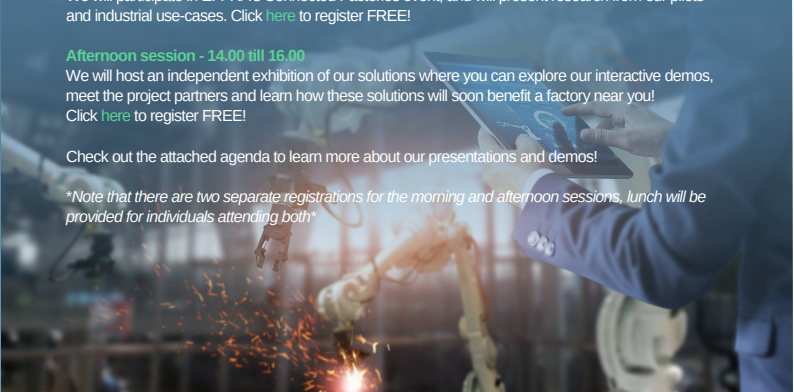 and industrial use-cases. Click here to register FREE!
Afternoon session - 14.00 till 16.00
We will host an independent exhibition of our solutions where you can explore our interactive demos,
meet the project partners and learn how these solutions will soon benefit a factory near you!
Click here to register FREE!
Check out the attached agenda to learn more about our presentations and demos!
*Note that there are two separate registrations for the morning and afternoon sessions, lunch will be
provided for individuals attending both*